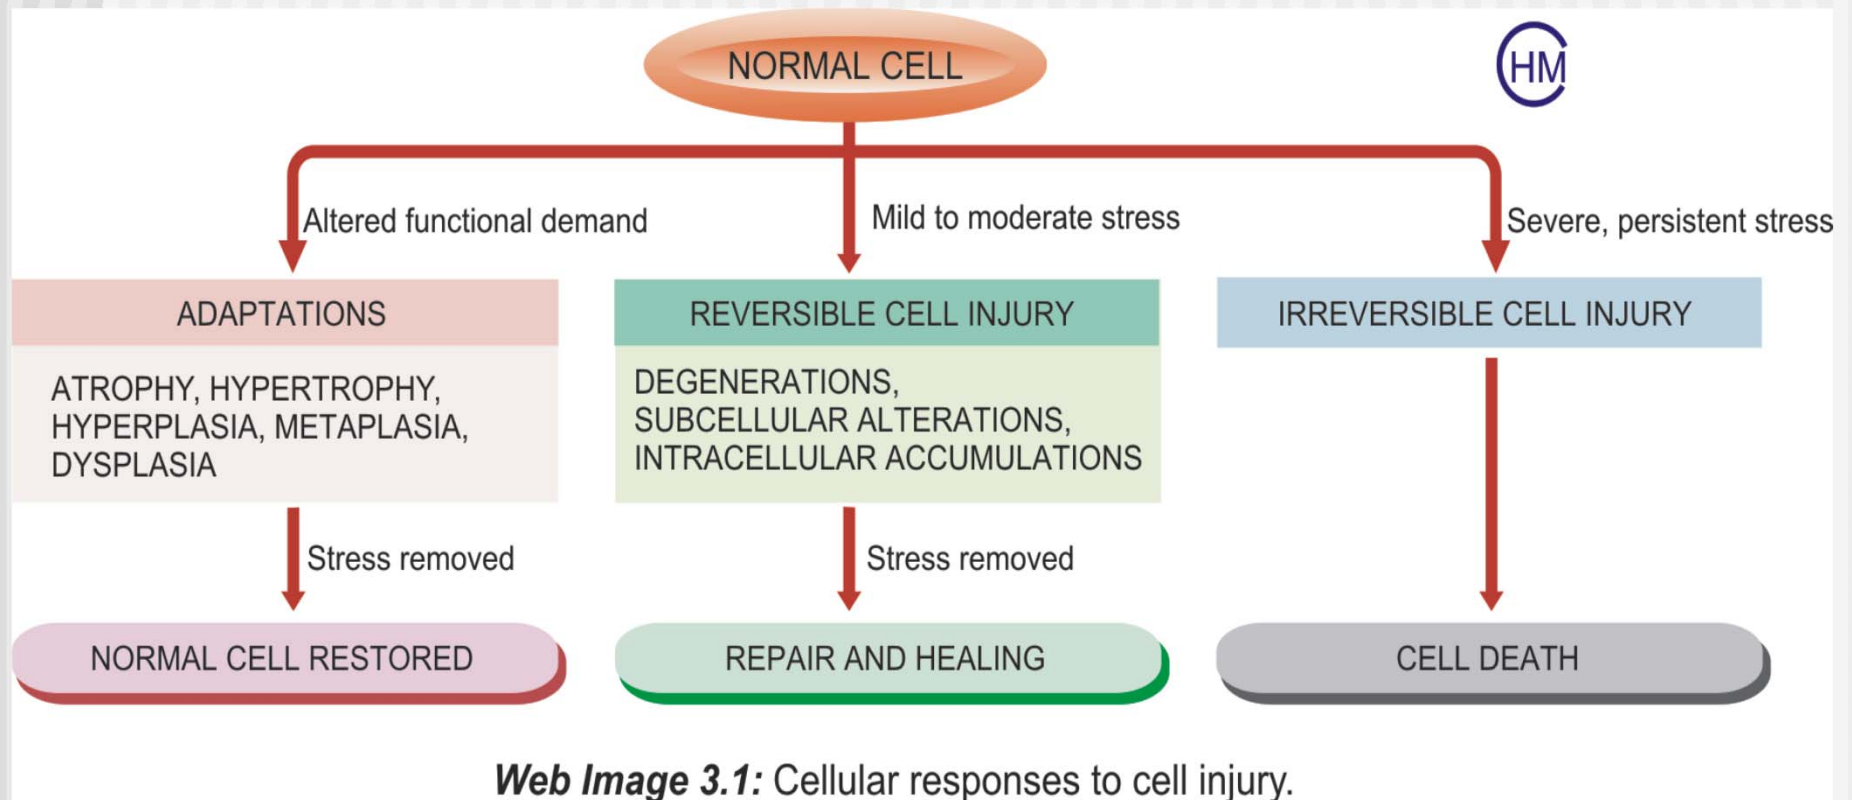 NORMAL CELL
HM
Altered functional demand
Mild to moderate stress
Severe, persistent stress
ADAPTATIONS
ATROPHY, HYPERTROPHY,
HYPERPLASIA, METAPLASIA,
DYSPLASIA
REVERSIBLE CELL INJURY
DEGENERATIONS,
SUBCELLULAR ALTERATIONS,
INTRACELLULAR ACCUMULATIONS
IRREVERSIBLE CELL INJURY
Stress removed
Stress removed
NORMAL CELL RESTORED
REPAIR AND HEALING
CELL DEATH
Web Image 3.1: Cellular responses to cell injury.